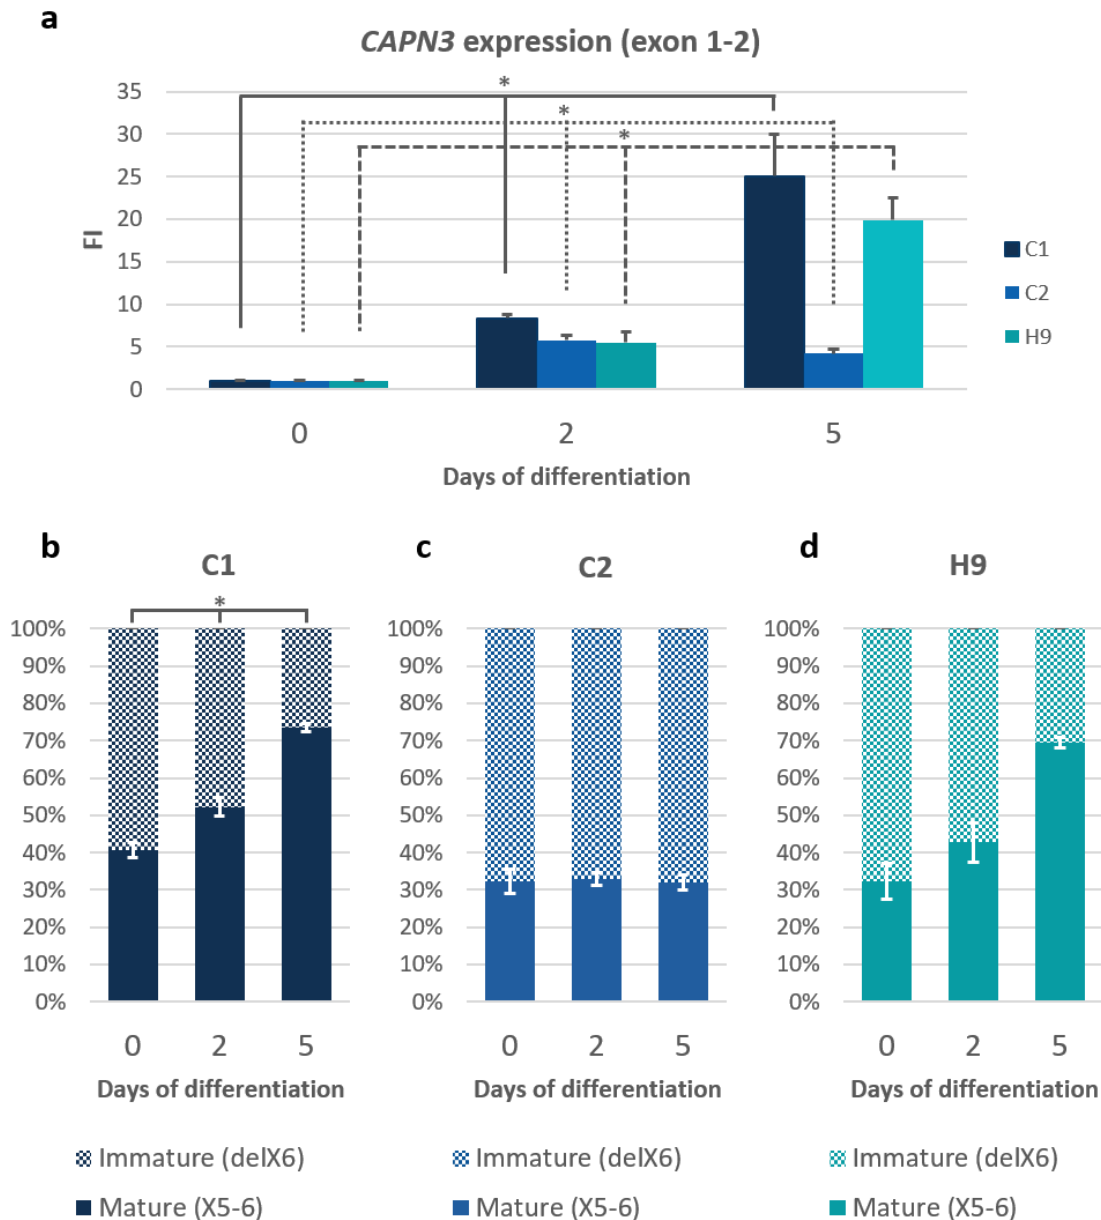 a
CAPN3 expression (exon 1-2)
*
*
*
35
30
25
20
15
10
5
0
FI
0 2 5
Days of differentiation
C1
C2
H9
b
C1
*
100%
90%
80%
70%
60%
50%
40%
30%
20%
10%
0%
0 2 5
Days of differentiation
Immature (delX6)
Mature (X5-6)
c
C2
100%
90%
80%
70%
60%
50%
40%
30%
20%
10%
0%
0 2 5
Days of differentiation
Immature (delX6)
Mature (X5-6)
d
H9
100%
90%
80%
70%
60%
50%
40%
30%
20%
10%
0%
0 2 5
Days of differentiation
Immature (delX6)
Mature (X5-6)